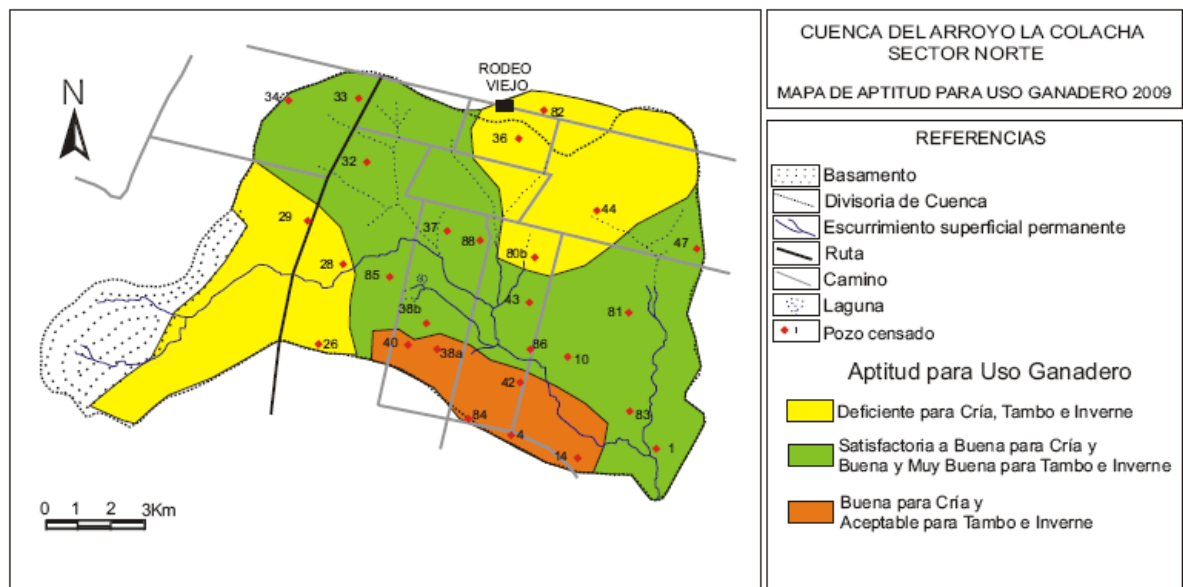 CUENCA DEL ARROYO LA COLACHA
SECTOR NORTE
MAPA DE APTITUD PARA USO GANADERO 2009
REFERENCIAS
Basamento
Divisoria de Cuenca
Escurrimiento superficial permanente
Ruta
Camino
Laguna
1 Pozo censado
Aptitud para Uso Ganadero
Deficiente para Cría, Tambo e Inverne
Satisfactoria a Buena para Cría y
Buena y Muy Buena para Tambo e Inverne
Buena para Cría y
Aceptable para Tambo e Inverne
N
RODEO
VIEJO
34
33
82
36
32
44
29
37
88
47
28
80b
85
43
81
38b
26
40
38a
86
10
42
84
83
4
14
1
0 1 2 3Km